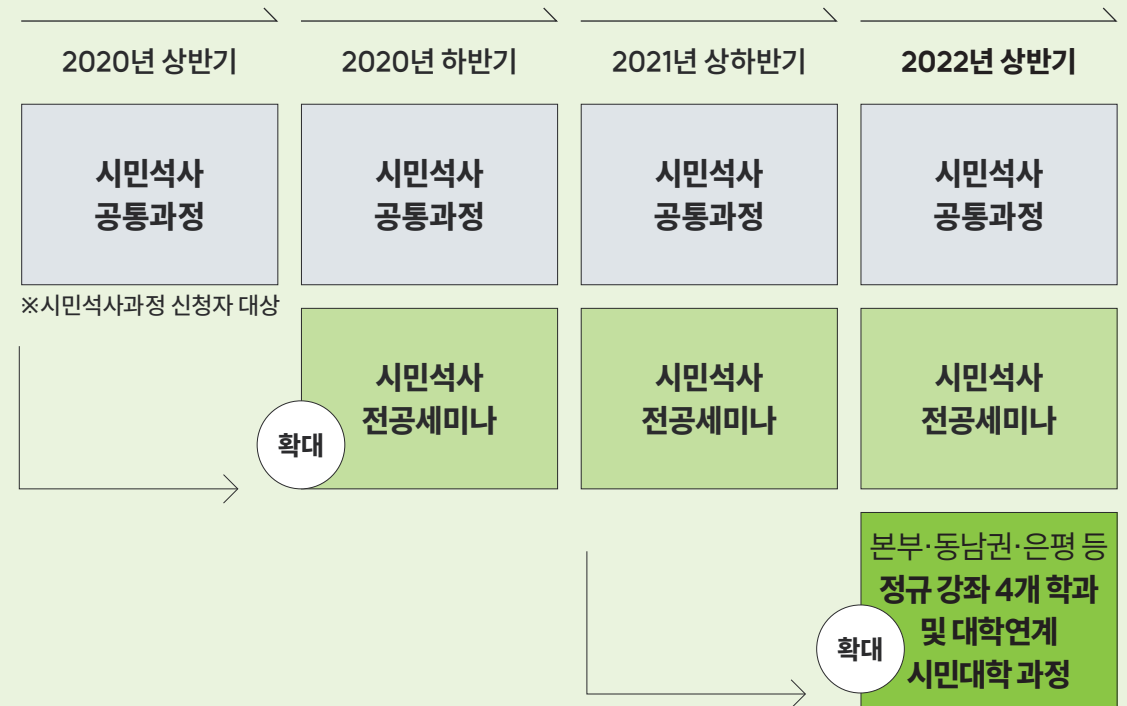 2020년 상반기
2020년 하반기
2021년 상하반기
2022년 상반기
시민석사
공통과정
시민석사
공통과정
시민석사
공통과정
시민석사
공통과정
※시민석사과정 신청자 대상
시민석사
전공세미나
시민석사
전공세미나
시민석사
전공세미나
확대
본부·동남권·은평 등
정규 강좌 4개 학과
및 대학연계
시민대학 과정
확대